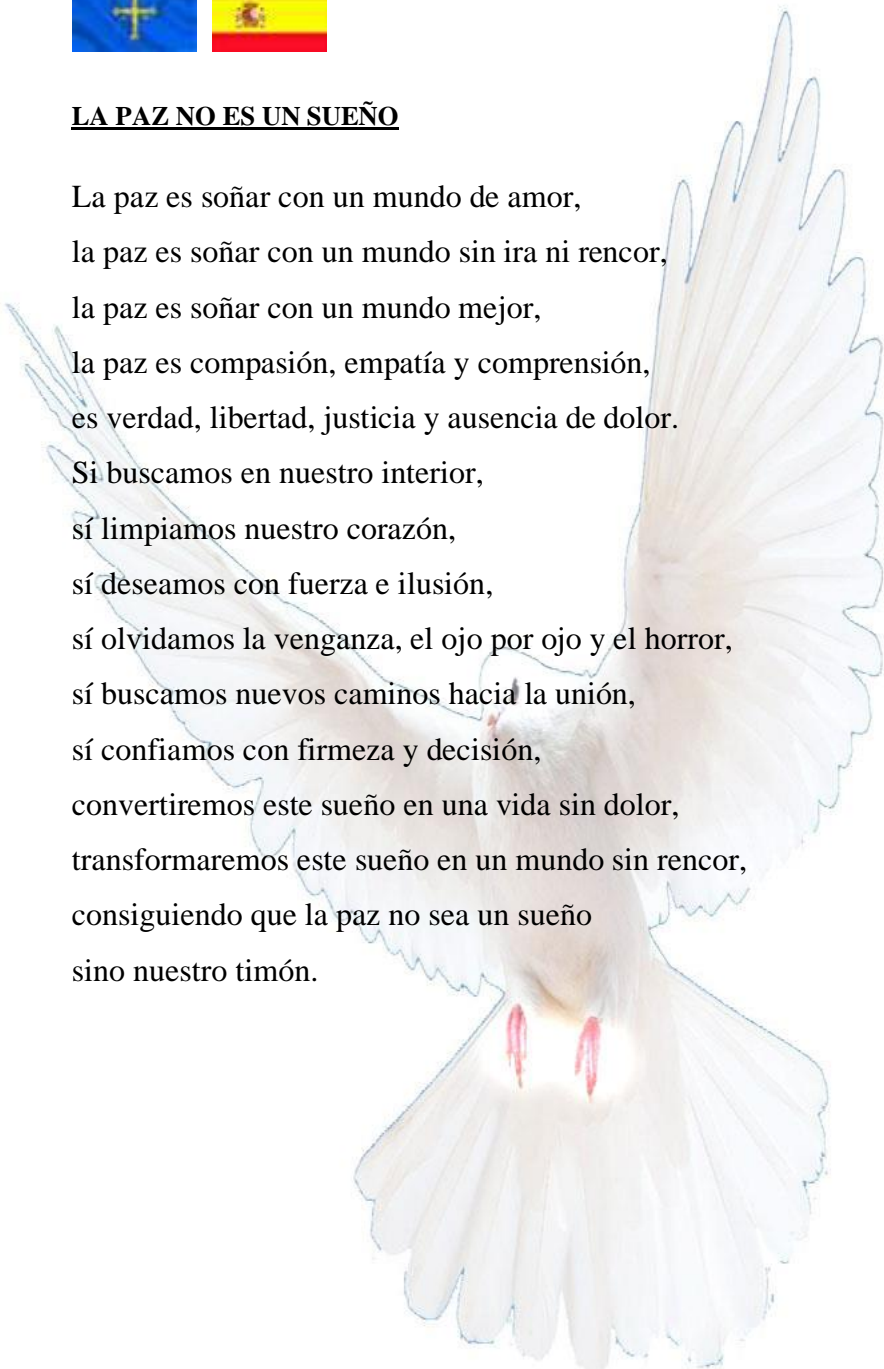 LA PAZ NO ES UN SUEÑO
La paz es soñar con un mundo de amor,
la paz es soñar con un mundo sin ira ni rencor,
la paz es soñar con un mundo mejor,
la paz es compasión, empatía y comprensión,
es verdad, libertad, justicia y ausencia de dolor.
Si buscamos en nuestro interior,
sí limpiamos nuestro corazón,
sí deseamos con fuerza e ilusión,
sí olvidamos la venganza, el ojo por ojo y el horror,
sí buscamos nuevos caminos hacia la unión,
sí confiamos con firmeza y decisión,
convertiremos este sueño en una vida sin dolor,
transformaremos este sueño en un mundo sin rencor,
consiguiendo que la paz no sea un sueño
sino nuestro timón.